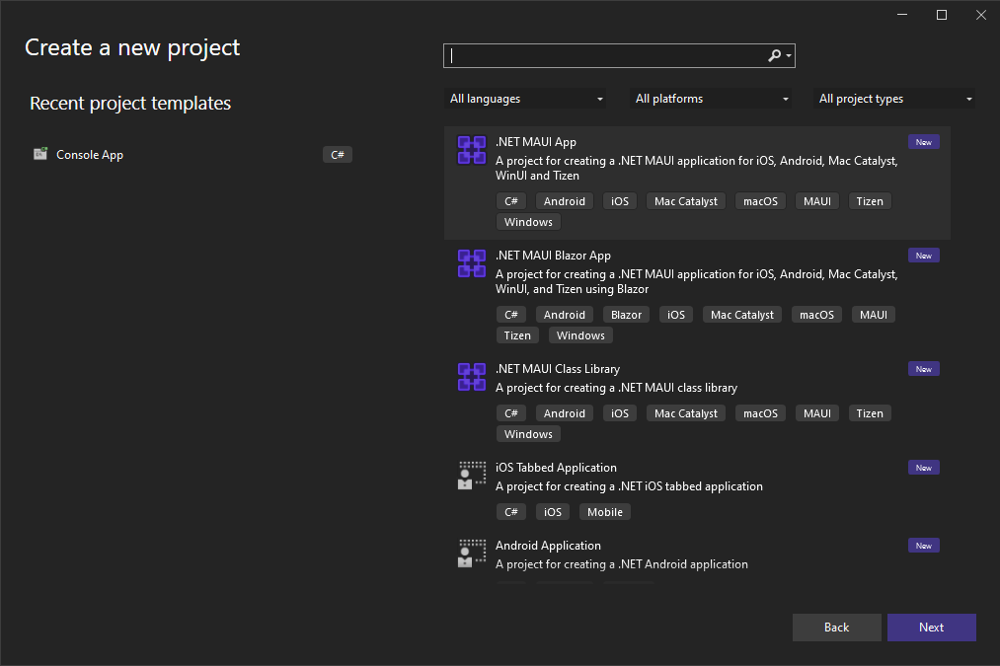 Create a new project
Recent project templates
Console App
C#
All languages
All platforms
All project types
.NET MAUI App
New
A project for creating a .NET MAUI application for iOS, Android, Mac Catalyst,
WinUI and Tizen
C# Android iOS Mac Catalyst macOS MAUI Tizen
Windows
.NET MAUI Blazor App
New
A project for creating a .NET MAUI application for iOS, Android, Mac Catalyst,
WinUI, and Tizen using Blazor
C# Android Blazor iOS Mac Catalyst macOS MAUI
Tizen Windows
.NET MAUI Class Library
New
A project for creating a .NET MAUI class library
C# Android iOS Mac Catalyst macOS MAUI Tizen
Windows
iOS Tabbed Application
New
A project for creating a .NET iOS tabbed application
C# iOS Mobile
Android Application
New
A project for creating a .NET Android application
Back
Next